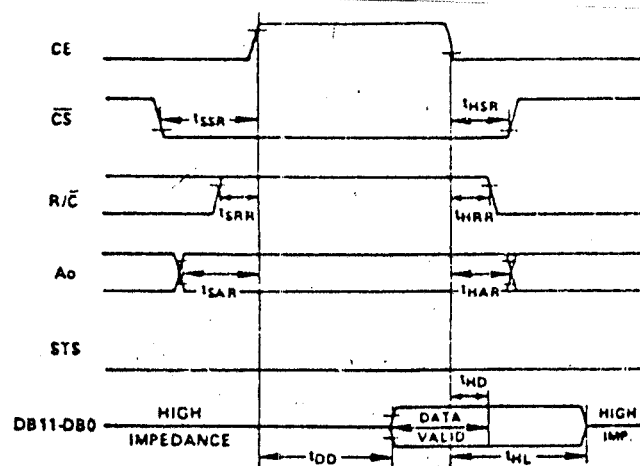 CE
CS
tSSR
tHSR
R/C
tSRR
tHRR
Ao
tSAR
tHAR
STS
tHD
DB11-DB0
HIGH
IMPEDANCE
DATA
VALID
HIGH
IMP.
tDD
tHL